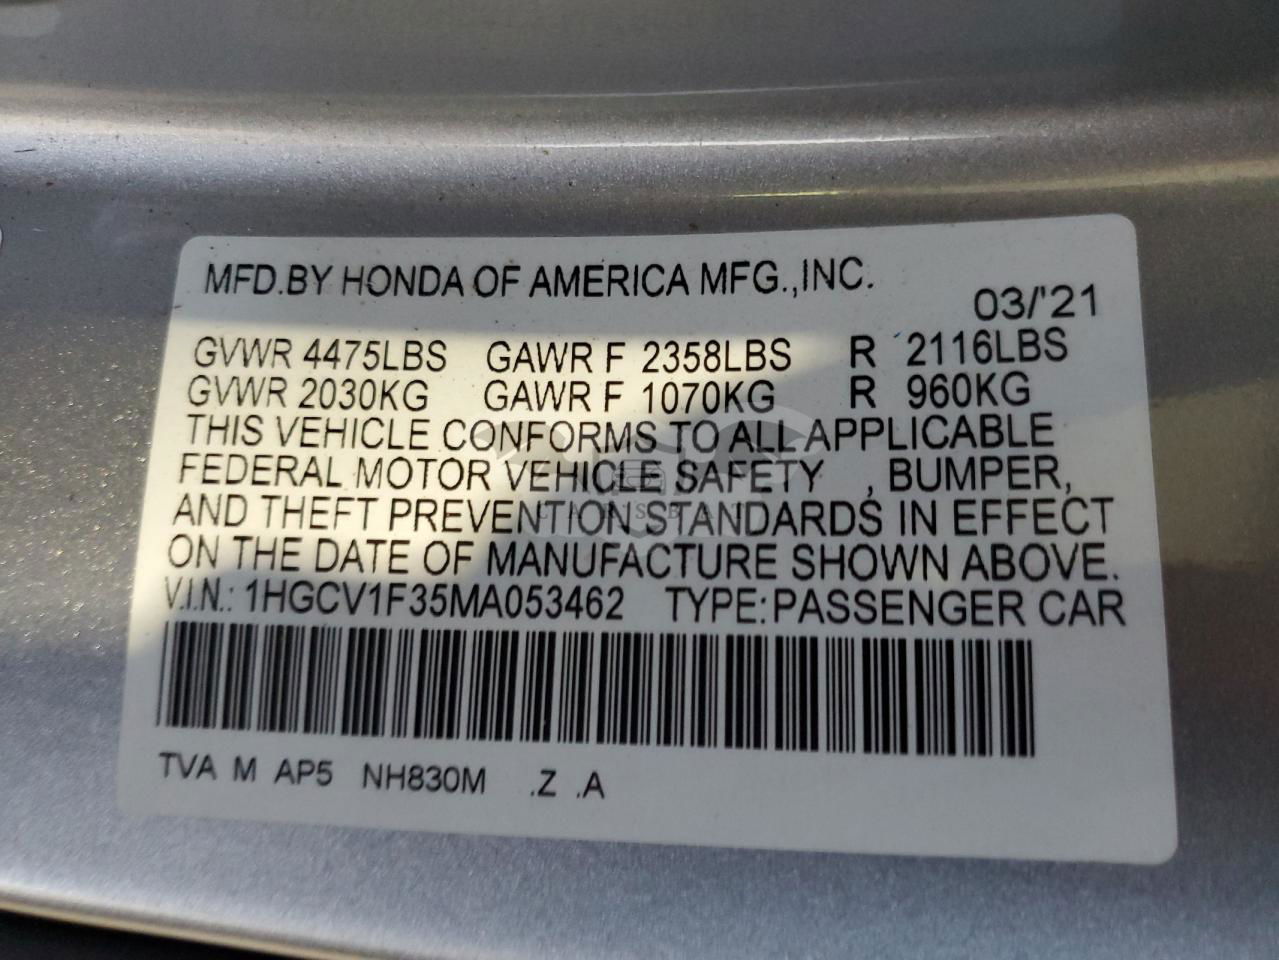 MFD.BY HONDA OF AMERICA MFG.,INC.
03/'21
GVWR 4475LBS GAWR F 2358LBS R 2116LBS
GVWR 2030KG GAWR F 1070KG R 960KG
THIS VEHICLE CONFORMS TO ALL APPLICABLE
FEDERAL MOTOR VEHICLE SAFETY , BUMPER,
AND THEFT PREVENTION STANDARDS IN EFFECT
ON THE DATE OF MANUFACTURE SHOWN ABOVE.
V.I.N.: 1HGCV1F35MA053462 TYPE:PASSENGER CAR
TVA M AP5 NH830M .Z .A